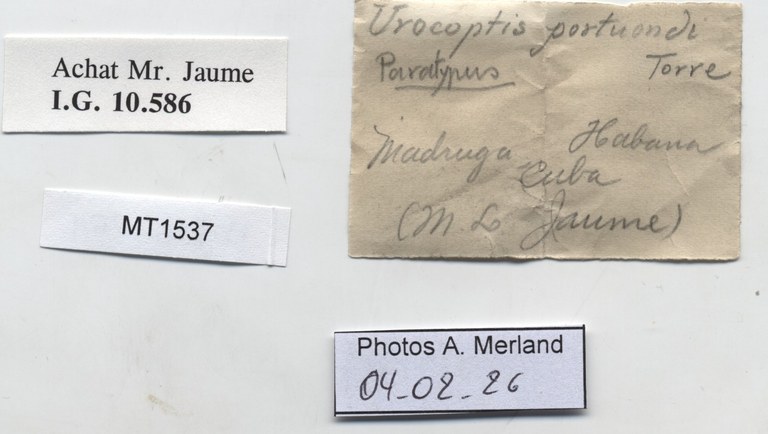 Achat Mr. Jaume
I.G. 10.586
MT1537
Urocoptis portuondi
Paratypus Torre
Madruga Habana
Cuba
(M. L Jaume)
Photos A. Merland
04-02-26